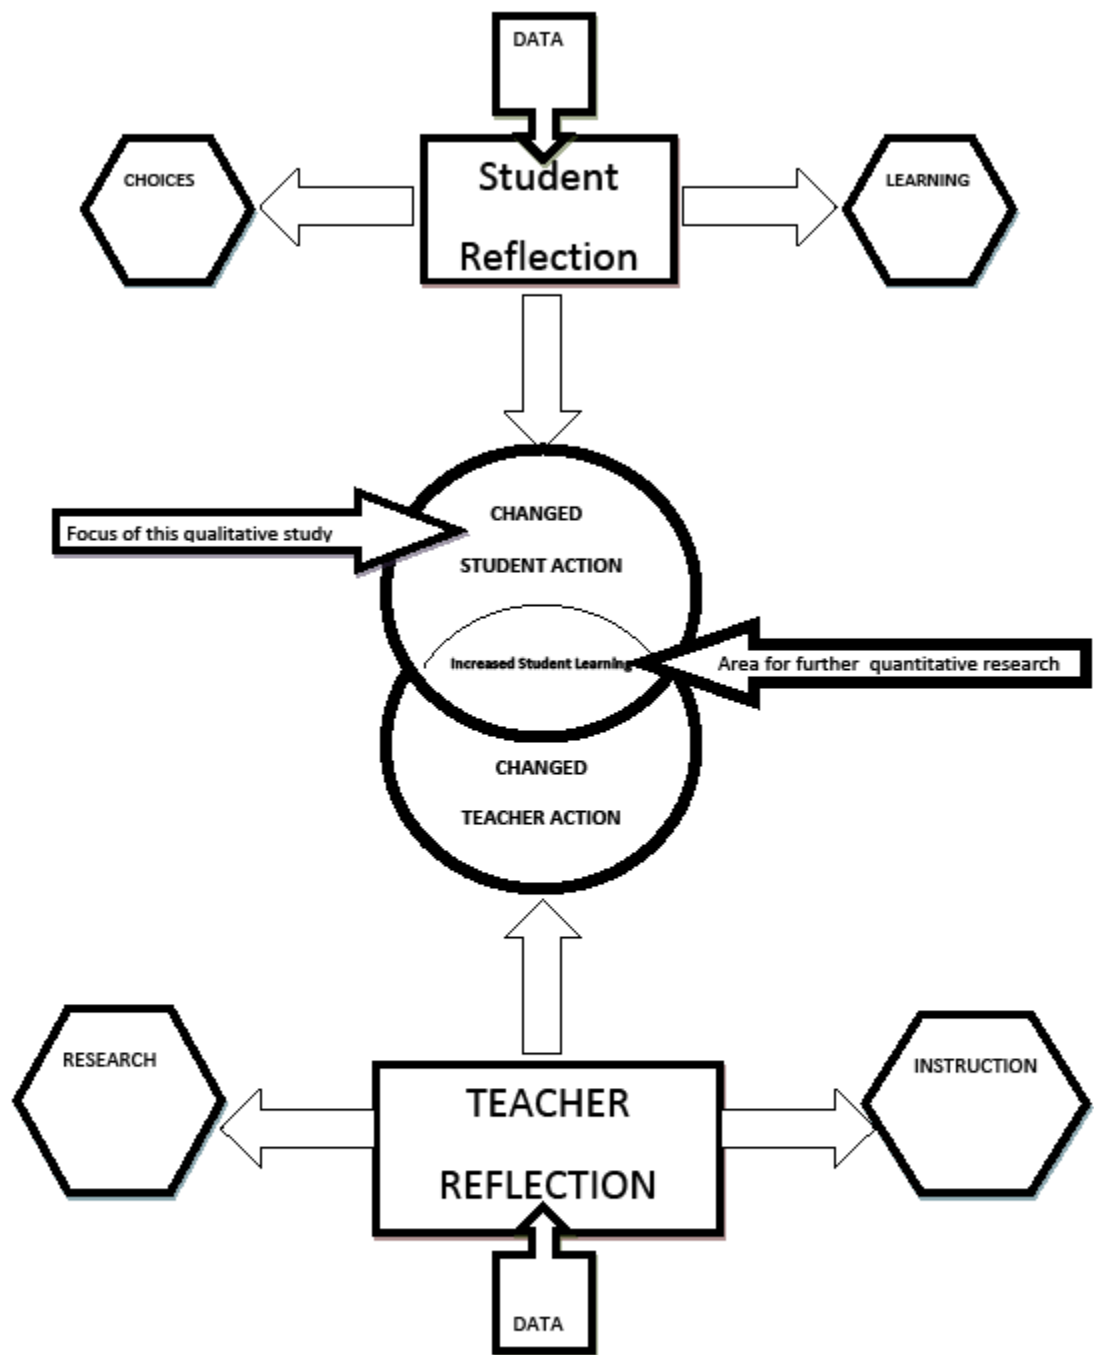 DATA
CHOICES
Student
Reflection
LEARNING
CHANGED
STUDENT ACTION
Focus of this qualitative study
Increased Student Learning
Area for further quantitative research
CHANGED
TEACHER ACTION
RESEARCH
TEACHER
REFLECTION
INSTRUCTION
DATA